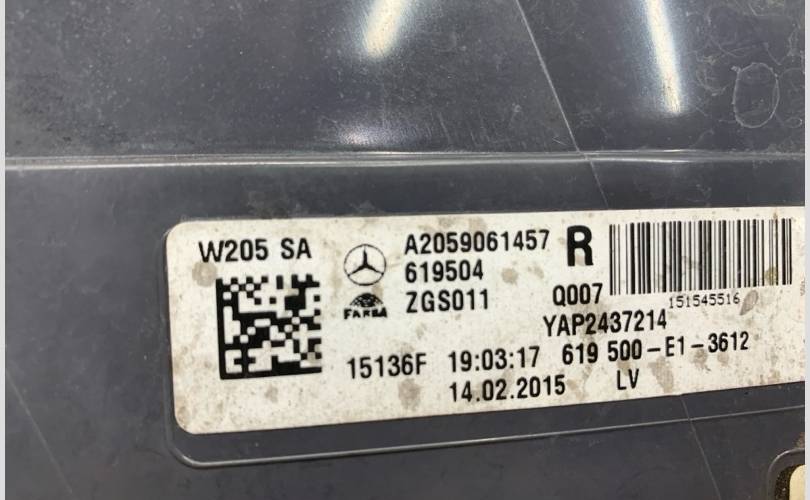 W205 SA
A2059061457 R
619504
FARBA ZGS011 Q007
151545516
YAP2437214
15136F 19:03:17 619 500-E1-3612
14.02.2015 LV